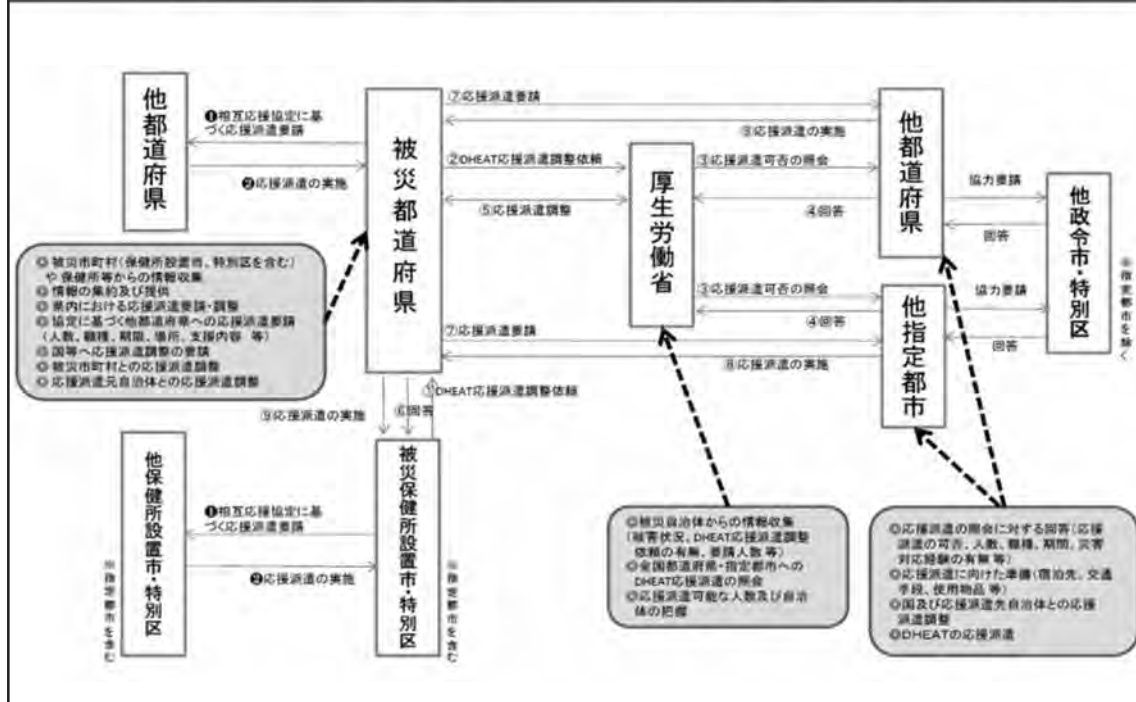 他都道府県
❶相互応援協定に基
づく応援派遣要請
❷応援派遣の実施
被災都道府県
⑦応援派遣要請
⑧応援派遣の実施
②DHEAT応援派遣調整依頼
⑤応援派遣調整
厚生労働省
③応援派遣可否の照会
④回答
他都道府県
協力要請
回答
他政令市・特別区
※指定都市を除く
③応援派遣可否の照会
④回答
協力要請
回答
⑦応援派遣要請
⑧応援派遣の実施
他指定都市
◎被災市町村(保健所設置市、特別区を含む)
や保健所等からの情報収集
◎情報の集約及び提供
◎県内における応援派遣要請・調整
◎協定に基づく他都道府県への応援派遣要請
(人数、職種、期限、場所、支援内容 等)
◎国等へ応援派遣調整の要請
◎被災市町村との応援派遣調整
◎応援派遣元自治体との応援派遣調整
①DHEAT応援派遣調整依頼
⑥回答
⑨応援派遣の実施
他保健所設置市・特別区
※指定都市を含む
❶相互応援協定に基
づく応援派遣要請
❷応援派遣の実施
被災保健所設置市・特別区
※指定都市を含む
◎被災自治体からの情報収集
(被害状況、DHEAT応援派遣調整
依頼の有無、要請人数 等)
◎全国都道府県・指定都市への
DHEAT応援派遣の照会
◎応援派遣可能な人数及び自治
体の把握
◎応援派遣の照会に対する回答(応援
派遣の可否、人数、職種、期間、災害
対応経験の有無 等)
◎応援派遣に向けた準備(宿泊先、交通
手段、使用物品 等)
◎国及び応援派遣先自治体との応援
派遣調整
◎DHEATの応援派遣